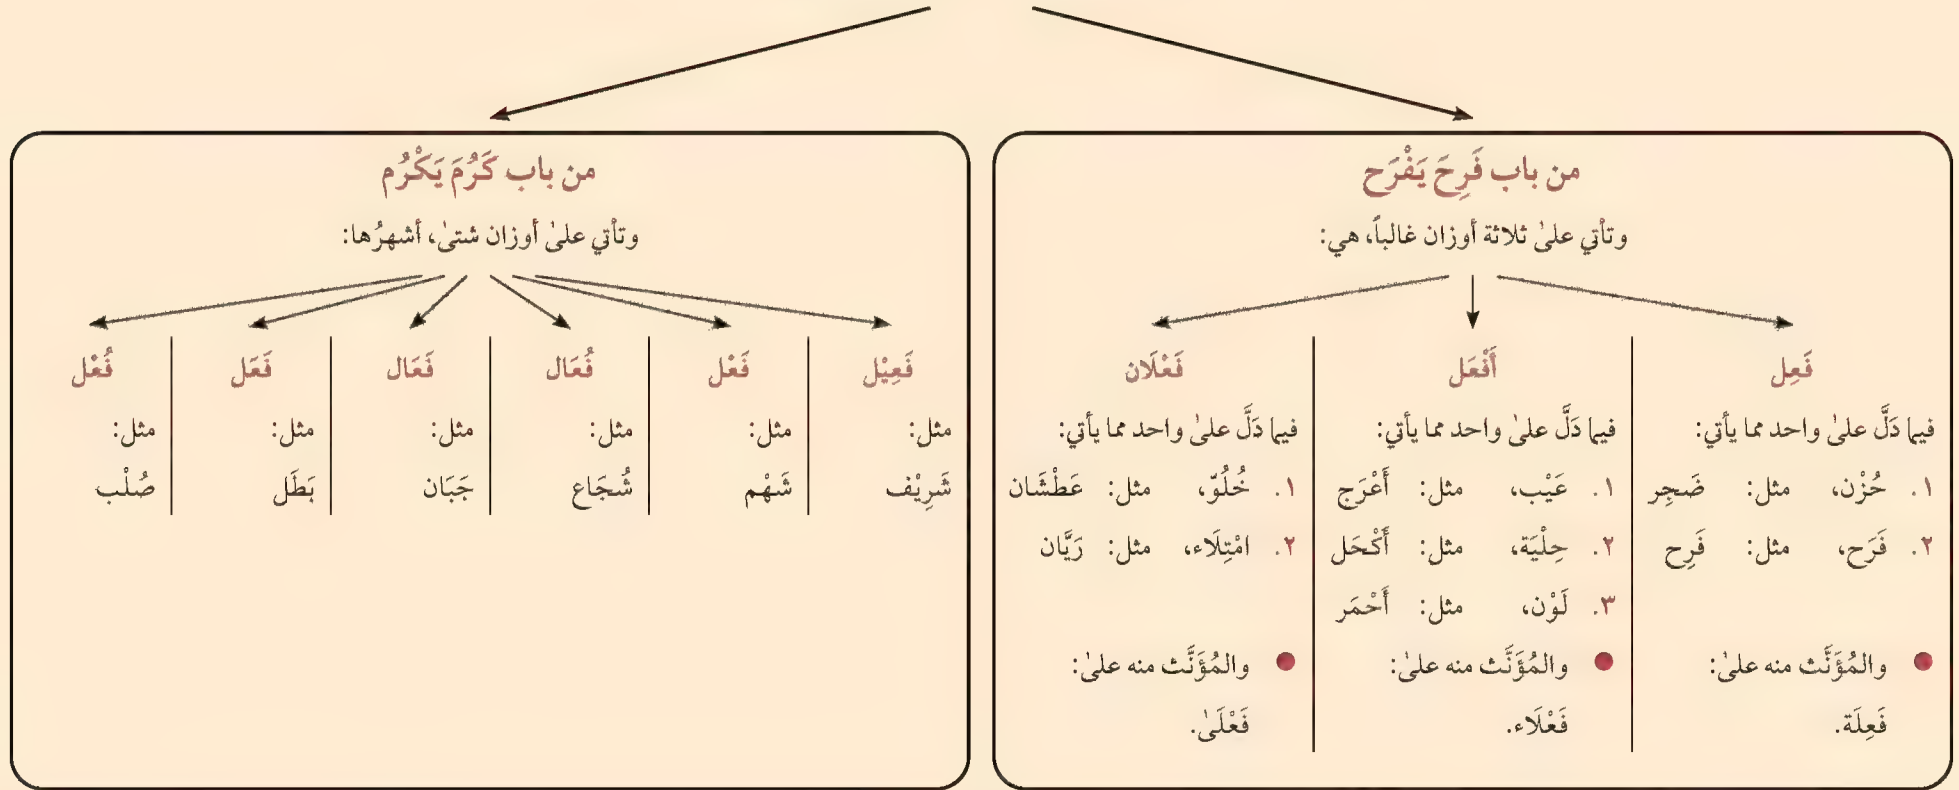 من باب فَرِحَ يَفْرَح
وتأتي علىٰ ثلاثة أوزان غالباً، هي:
فَعِل
فيما دَلَّ علىٰ واحد مما يأتي:
١. حُزْن، مثل: ضَجِر
٢. فَرَح، مثل: فَرِح
والمُؤَنَّث منه علىٰ:
فَعِلَة.
أَفْعَل
فيما دَلَّ علىٰ واحد مما يأتي:
١. عَيْب، مثل: أَعْرَج
٢. حِلْيَة، مثل: أَكْحَل
٣. لَوْن، مثل: أَحْمَر
والمُؤَنَّث منه علىٰ:
فَعْلَاء.
فَعْلَان
فيما دَلَّ علىٰ واحد مما يأتي:
١. خُلُوّ، مثل: عَطْشَان
٢. امْتِلَاء، مثل: رَيَّان
والمُؤَنَّث منه علىٰ:
فَعْلَىٰ.
من باب كَرُمَ يَكْرُم
وتأتي علىٰ أوزان شتىٰ، أشهرُها:
فَعِيْل
مثل:
شَرِيْف
فَعْل
مثل:
شَهْم
فُعَال
مثل:
شُجَاع
فَعَال
مثل:
جَبَان
فَعَل
مثل:
بَطَل
فُعْل
مثل:
صُلْب